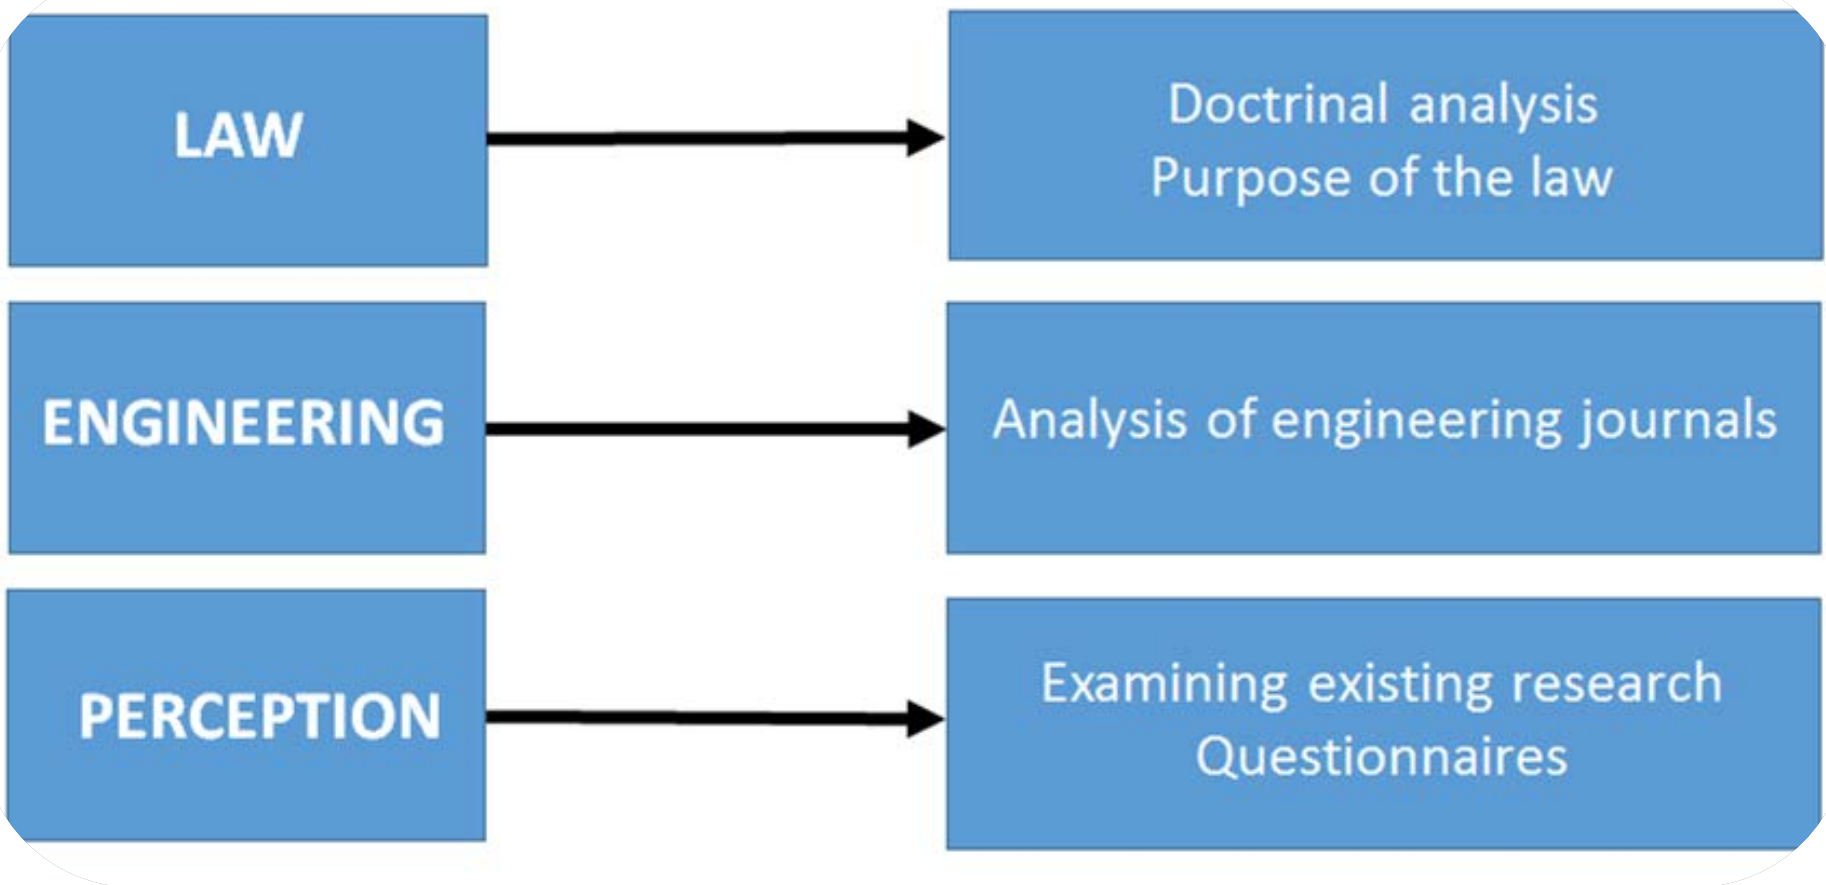 LAW
Doctrinal analysis
Purpose of the law
ENGINEERING
Analysis of engineering journals
PERCEPTION
Examining existing research
Questionnaires